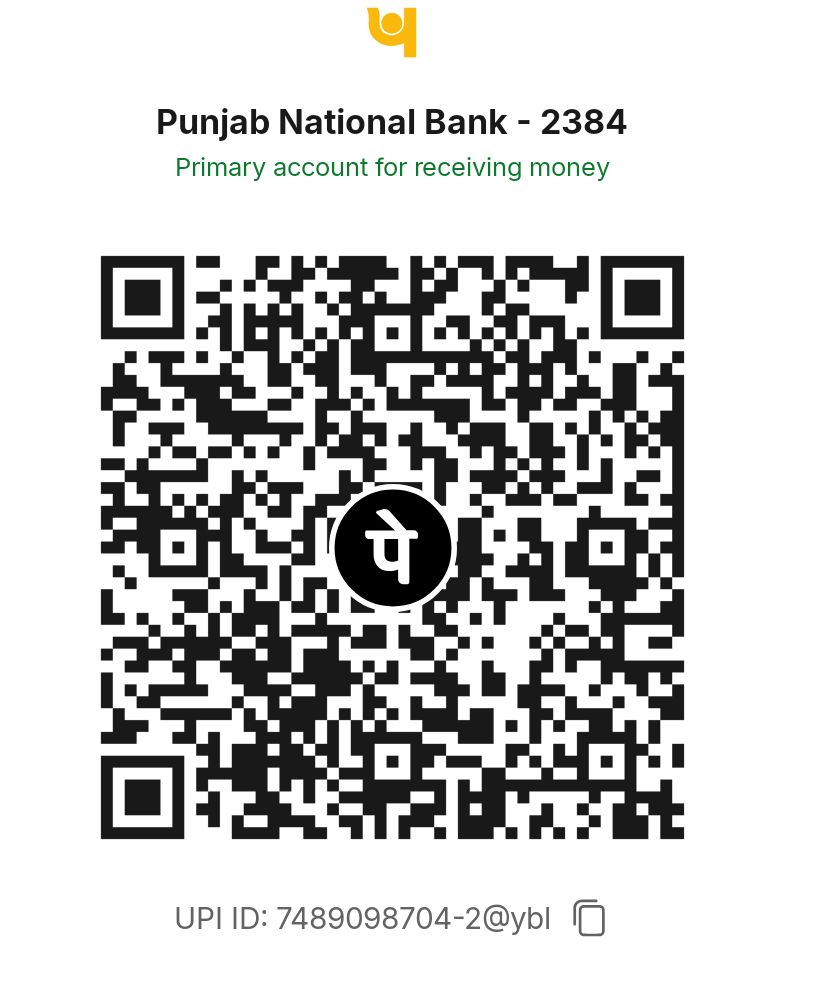 Punjab National Bank - 2384
Primary account for receiving money
पे
UPI ID: 7489098704-2@ybl